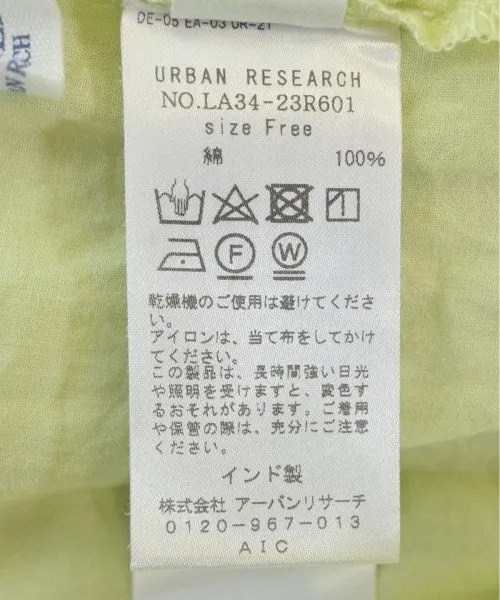 DE-05 EA-03 UR-21
URBAN RESEARCH
NO.LA34-23R601
size Free
綿 100%
F W
乾燥機のご使用は避けてくださ
い。
アイロンは、当て布をしてかけ
てください。
この製品は、長時間強い日光
や照明を受けますと、変色す
るおそれがあります。ご着用
や保管の際は、充分にご注意
ください。
インド製
株式会社 アーバンリサーチ
0120-967-013
AIC